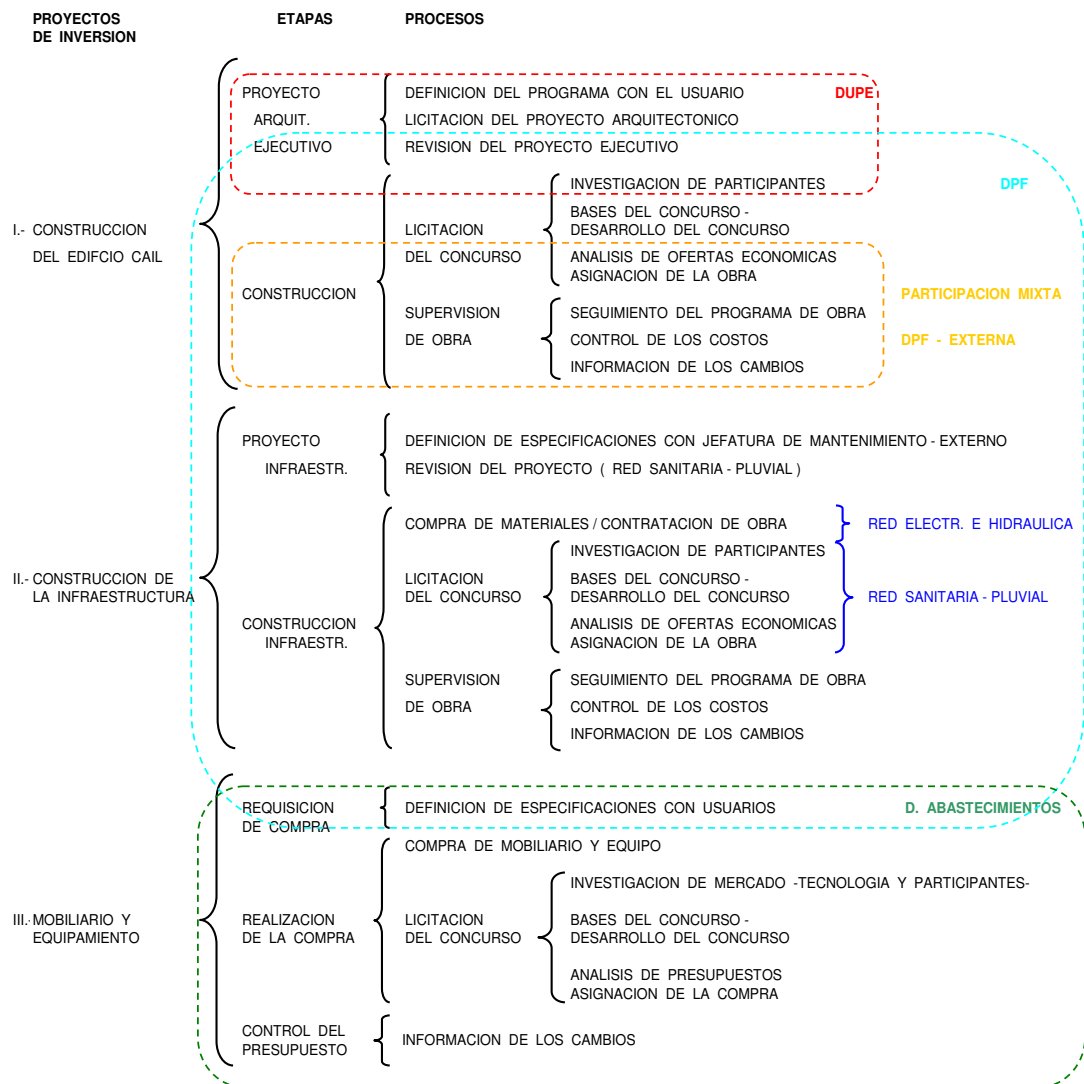 PROYECTOS ETAPAS PROCESOS
DE INVERSION
PROYECTO DEFINICION DEL PROGRAMA CON EL USUARIO DUPE
ARQUIT. LICITACION DEL PROYECTO ARQUITECTONICO
EJECUTIVO REVISION DEL PROYECTO EJECUTIVO
INVESTIGACION DE PARTICIPANTES DPF
BASES DEL CONCURSO -
I.- CONSTRUCCION LICITACION DESARROLLO DEL CONCURSO
DEL EDIFCIO CAIL DEL CONCURSO ANALISIS DE OFERTAS ECONOMICAS
ASIGNACION DE LA OBRA
CONSTRUCCION PARTICIPACION MIXTA
SUPERVISION SEGUIMIENTO DEL PROGRAMA DE OBRA
DE OBRA CONTROL DE LOS COSTOS DPF - EXTERNA
INFORMACION DE LOS CAMBIOS
PROYECTO DEFINICION DE ESPECIFICACIONES CON JEFATURA DE MANTENIMIENTO - EXTERNO
INFRAESTR. REVISION DEL PROYECTO ( RED SANITARIA - PLUVIAL )
COMPRA DE MATERIALES / CONTRATACION DE OBRA RED ELECTR. E HIDRAULICA
INVESTIGACION DE PARTICIPANTES
II.- CONSTRUCCION DE LICITACION BASES DEL CONCURSO -
LA INFRAESTRUCTURA DEL CONCURSO DESARROLLO DEL CONCURSO RED SANITARIA - PLUVIAL
CONSTRUCCION ANALISIS DE OFERTAS ECONOMICAS
INFRAESTR. ASIGNACION DE LA OBRA
SUPERVISION SEGUIMIENTO DEL PROGRAMA DE OBRA
DE OBRA CONTROL DE LOS COSTOS
INFORMACION DE LOS CAMBIOS
REQUISICION DEFINICION DE ESPECIFICACIONES CON USUARIOS D. ABASTECIMIENTOS
DE COMPRA
COMPRA DE MOBILIARIO Y EQUIPO
INVESTIGACION DE MERCADO -TECNOLOGIA Y PARTICIPANTES-
III.- MOBILIARIO Y REALIZACION LICITACION BASES DEL CONCURSO -
EQUIPAMIENTO DE LA COMPRA DEL CONCURSO DESARROLLO DEL CONCURSO
ANALISIS DE PRESUPUESTOS
ASIGNACION DE LA COMPRA
CONTROL DEL INFORMACION DE LOS CAMBIOS
PRESUPUESTO